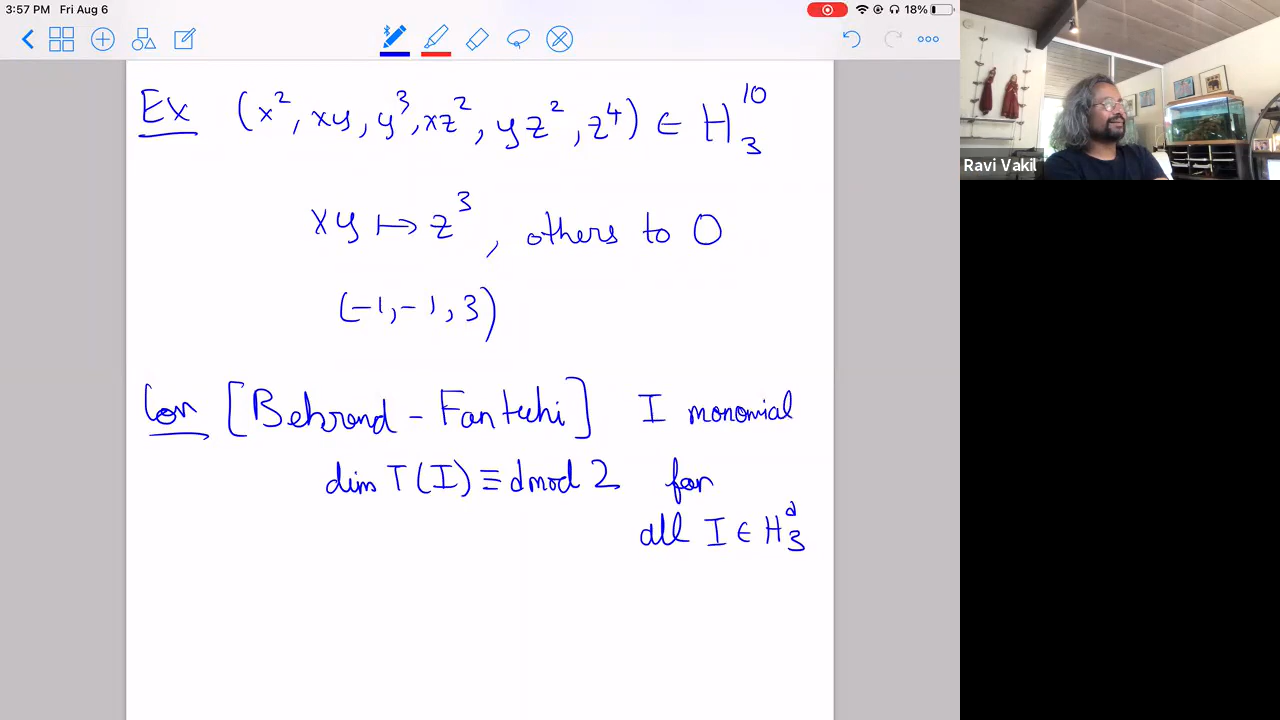 3:57 PM Fri Aug 6
18%
Ex (x², xy, y³, xz², yz², z⁴) ∈ H₃¹⁰
xy ↦ z³, others to 0
(-1, -1, 3)
Cor [Behrend - Fantechi] I monomial
dim T(I) ≡ d mod 2 for
all I ∈ H₃ᵈ
Ravi Vakil